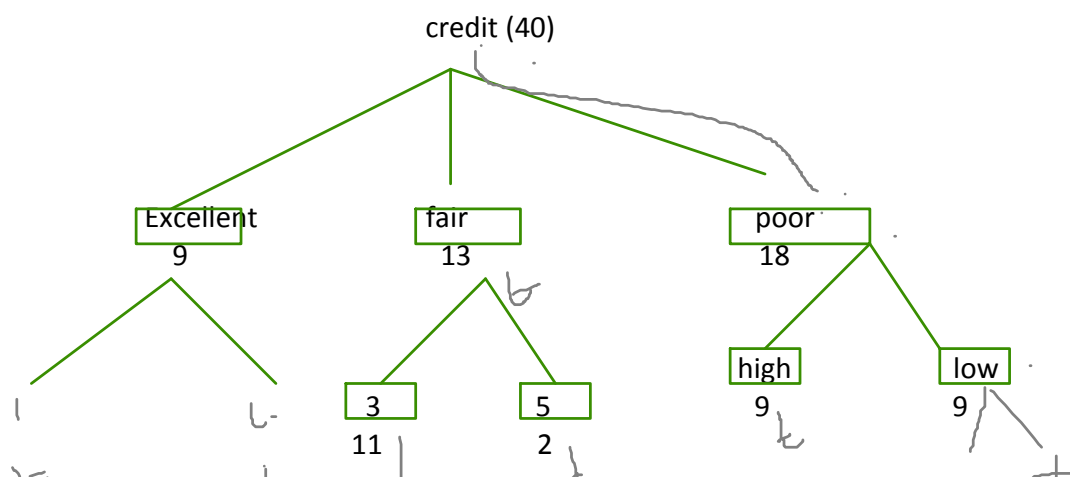 credit (40)
Excellent fair poor
9 13 18
high low
9 9
3 5
11 2